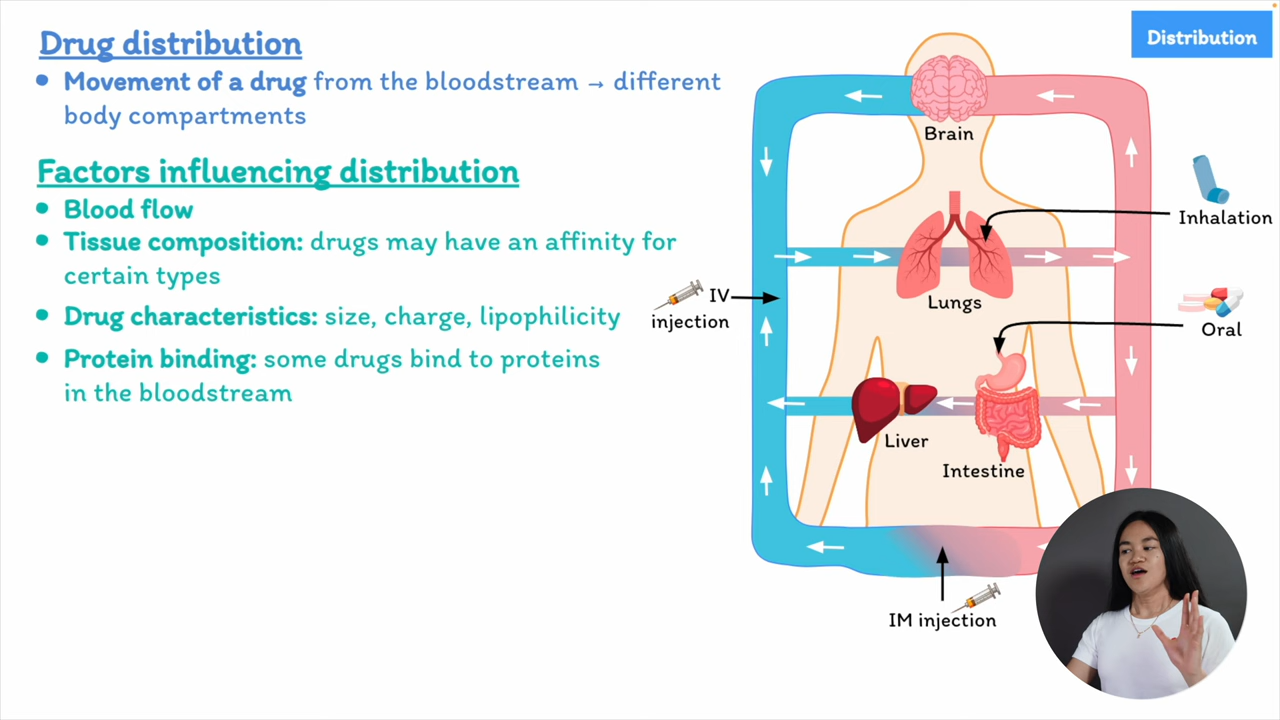 Drug distribution
Movement of a drug from the bloodstream → different
body compartments
Factors influencing distribution
Blood flow
Tissue composition: drugs may have an affinity for
certain types
Drug characteristics: size, charge, lipophilicity
Protein binding: some drugs bind to proteins
in the bloodstream
Distribution
Brain
Inhalation
Lungs
IV
injection
Oral
Liver
Intestine
IM injection